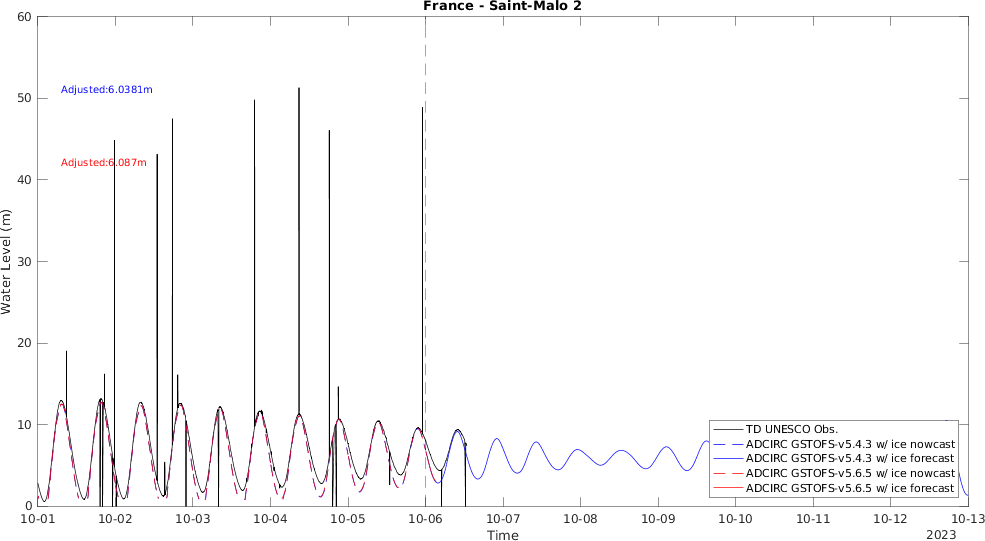 France - Saint-Malo 2
60
50
40
30
20
10
0
Water Level (m)
Adjusted:6.0381m
Adjusted:6.087m
TD UNESCO Obs.
ADCIRC GSTOFS-v5.4.3 w/ ice nowcast
ADCIRC GSTOFS-v5.4.3 w/ ice forecast
ADCIRC GSTOFS-v5.6.5 w/ ice nowcast
ADCIRC GSTOFS-v5.6.5 w/ ice forecast
10-01 10-02 10-03 10-04 10-05 10-06 10-07 10-08 10-09 10-10 10-11 10-12 10-13
Time
2023